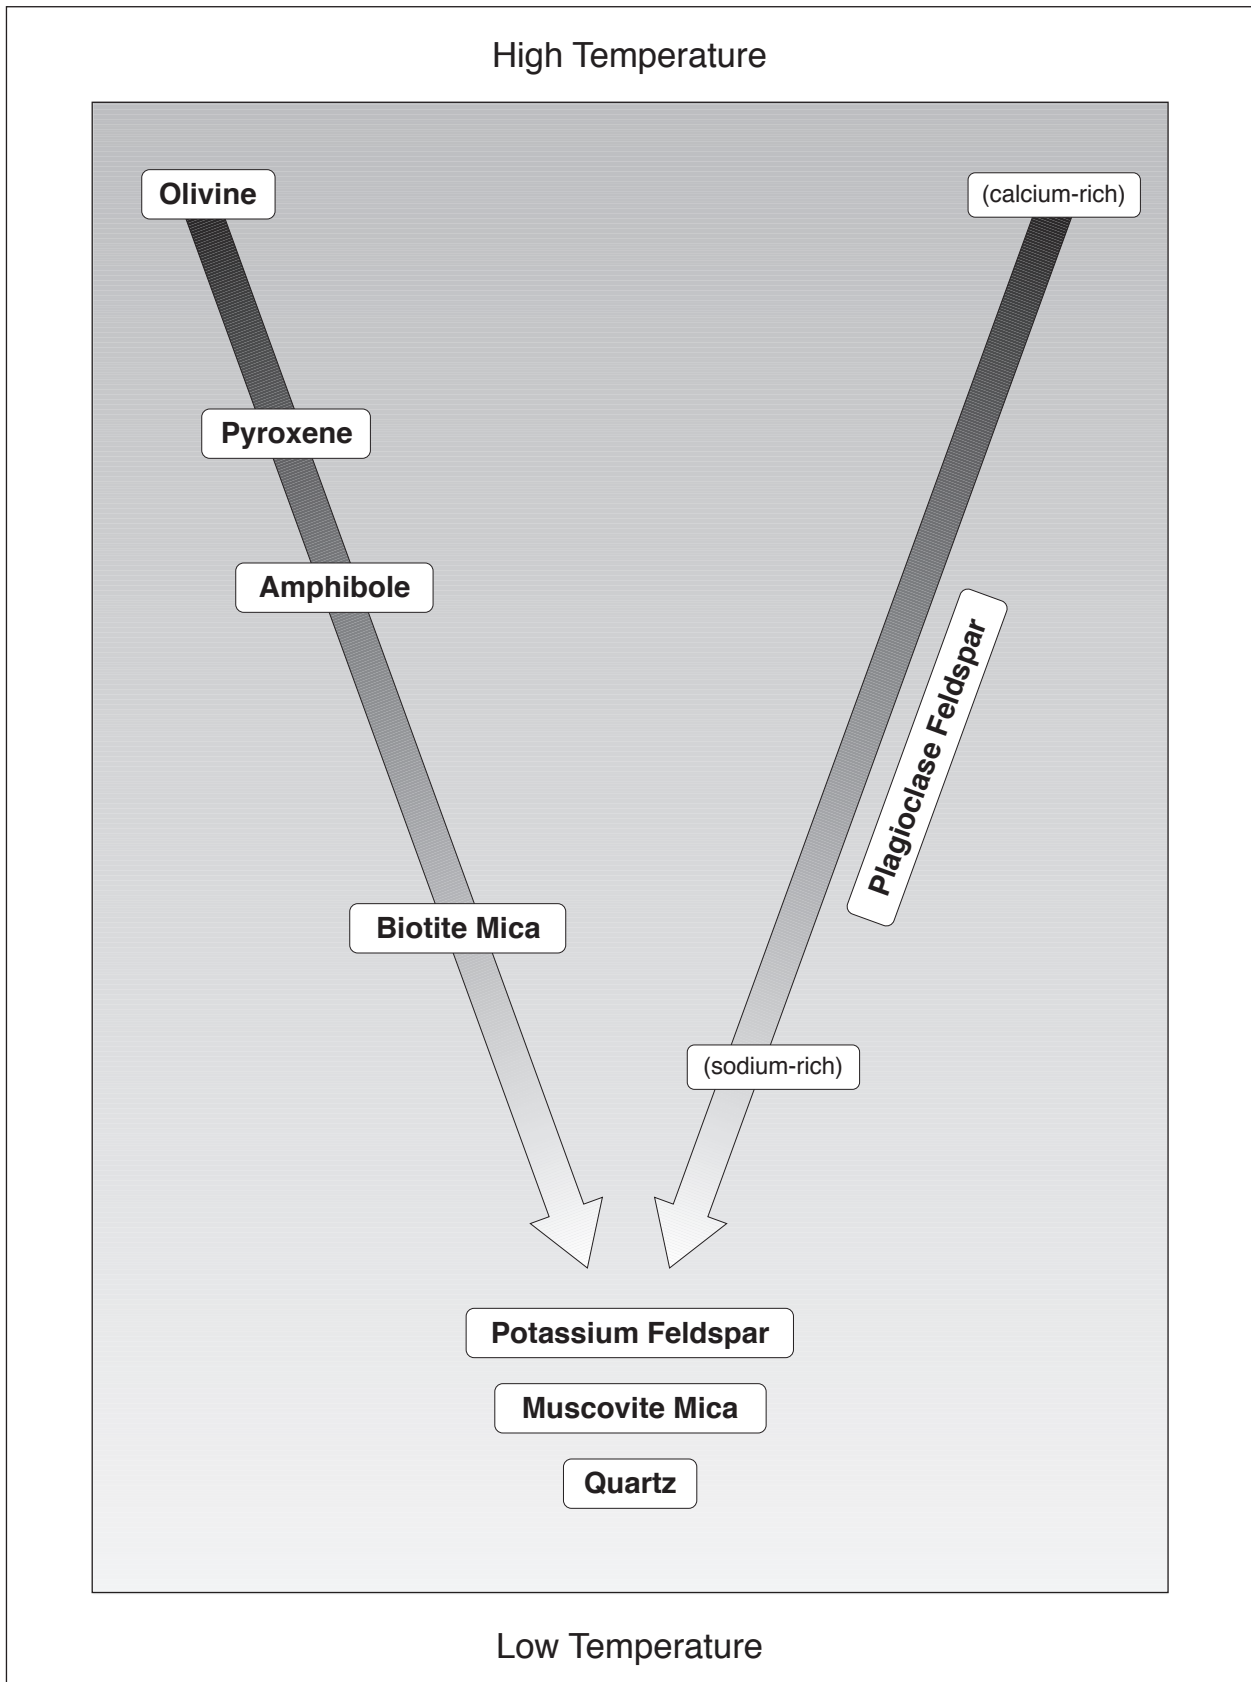 High Temperature
Olivine
(calcium-rich)
Pyroxene
Amphibole
Plagioclase Feldspar
Biotite Mica
(sodium-rich)
Potassium Feldspar
Muscovite Mica
Quartz
Low Temperature